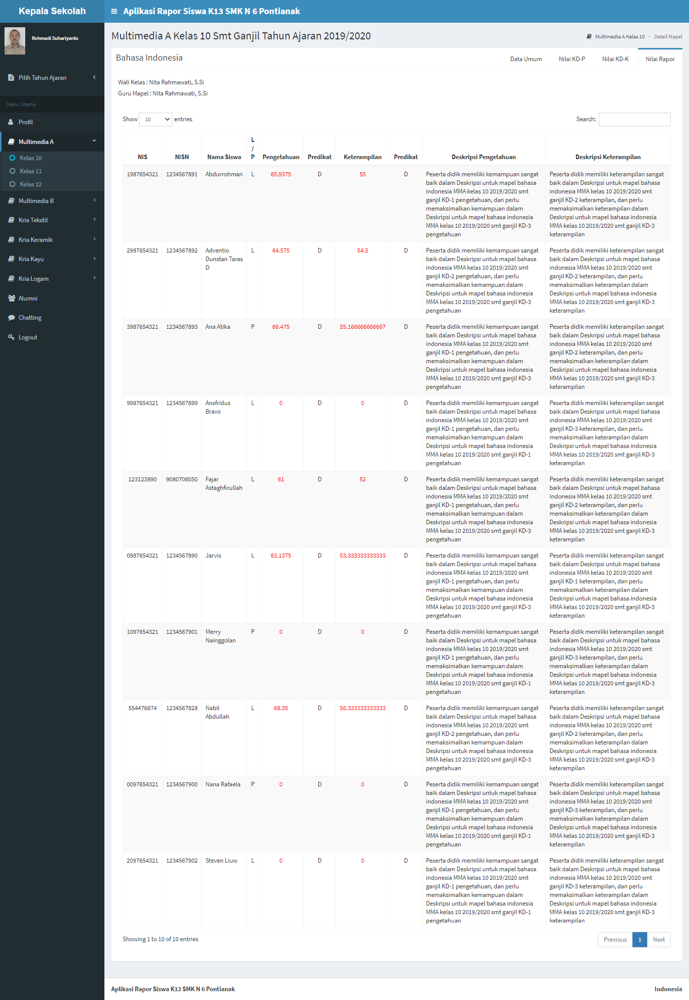 Kepala Sekolah
Aplikasi Rapor Siswa K13 SMK N 6 Pontianak
Rohmadi Suhariyanto
Pilih Tahun Ajaran
Menu Utama
Profil
Multimedia A
Kelas 10
Kelas 11
Kelas 12
Multimedia B
Kria Tekstil
Kria Keramik
Kria Kayu
Kria Logam
Alumni
Chatting
Logout
Multimedia A Kelas 10 Smt Ganjil Tahun Ajaran 2019/2020
Multimedia A Kelas 10 > Detail Mapel
Bahasa Indonesia
Data Umum Nilai KD-P Nilai KD-K Nilai Rapor
Wali Kelas : Nita Rahmawati, S.Si
Guru Mapel : Nita Rahmawati, S.Si
Show 10 entries
Search:
NIS NISN Nama Siswa L / P Pengetahuan Predikat Keterampilan Predikat Deskripsi Pengetahuan Deskripsi Keterampilan
1987654321 1234567891 Abdurrohman L 65.9375 D 55 D
Peserta didik memiliki kemampuan sangat
baik dalam Deskripsi untuk mapel bahasa
indonesia MMA kelas 10 2019/2020 smt
ganjil KD-1 pengetahuan, dan perlu
memaksimalkan kemampuan dalam
Deskripsi untuk mapel bahasa indonesia
MMA kelas 10 2019/2020 smt ganjil KD-3
pengetahuan
Peserta didik memiliki keterampilan sangat
baik dalam Deskripsi untuk mapel bahasa
indonesia MMA kelas 10 2019/2020 smt
ganjil KD-2 keterampilan, dan perlu
memaksimalkan keterampilan dalam
Deskripsi untuk mapel bahasa indonesia
MMA kelas 10 2019/2020 smt ganjil KD-3
keterampilan
2987654321 1234567892 Adventio
Dunstan Taras
D
L 64.575 D 54.5 D
Peserta didik memiliki kemampuan sangat
baik dalam Deskripsi untuk mapel bahasa
indonesia MMA kelas 10 2019/2020 smt
ganjil KD-2 pengetahuan, dan perlu
memaksimalkan kemampuan dalam
Deskripsi untuk mapel bahasa indonesia
MMA kelas 10 2019/2020 smt ganjil KD-3
pengetahuan
Peserta didik memiliki keterampilan sangat
baik dalam Deskripsi untuk mapel bahasa
indonesia MMA kelas 10 2019/2020 smt
ganjil KD-2 keterampilan, dan perlu
memaksimalkan keterampilan dalam
Deskripsi untuk mapel bahasa indonesia
MMA kelas 10 2019/2020 smt ganjil KD-3
keterampilan
3987654321 1234567893 Ana Atika P 66.475 D 55.166666666667 D
Peserta didik memiliki kemampuan sangat
baik dalam Deskripsi untuk mapel bahasa
indonesia MMA kelas 10 2019/2020 smt
ganjil KD-1 pengetahuan, dan perlu
memaksimalkan kemampuan dalam
Deskripsi untuk mapel bahasa indonesia
MMA kelas 10 2019/2020 smt ganjil KD-3
pengetahuan
Peserta didik memiliki keterampilan sangat
baik dalam Deskripsi untuk mapel bahasa
indonesia MMA kelas 10 2019/2020 smt
ganjil KD-2 keterampilan, dan perlu
memaksimalkan keterampilan dalam
Deskripsi untuk mapel bahasa indonesia
MMA kelas 10 2019/2020 smt ganjil KD-3
keterampilan
9987654321 1234567899 Ansfridus
Bravo
L 0 D 0 D
Peserta didik memiliki kemampuan sangat
baik dalam Deskripsi untuk mapel bahasa
indonesia MMA kelas 10 2019/2020 smt
ganjil KD-1 pengetahuan, dan perlu
memaksimalkan kemampuan dalam
Deskripsi untuk mapel bahasa indonesia
MMA kelas 10 2019/2020 smt ganjil KD-1
pengetahuan
Peserta didik memiliki keterampilan sangat
baik dalam Deskripsi untuk mapel bahasa
indonesia MMA kelas 10 2019/2020 smt
ganjil KD-3 keterampilan, dan perlu
memaksimalkan keterampilan dalam
Deskripsi untuk mapel bahasa indonesia
MMA kelas 10 2019/2020 smt ganjil KD-3
keterampilan
123123890 9080706050 Fajar
Astaghfirullah
L 61 D 52 D
Peserta didik memiliki kemampuan sangat
baik dalam Deskripsi untuk mapel bahasa
indonesia MMA kelas 10 2019/2020 smt
ganjil KD-1 pengetahuan, dan perlu
memaksimalkan kemampuan dalam
Deskripsi untuk mapel bahasa indonesia
MMA kelas 10 2019/2020 smt ganjil KD-3
pengetahuan
Peserta didik memiliki keterampilan sangat
baik dalam Deskripsi untuk mapel bahasa
indonesia MMA kelas 10 2019/2020 smt
ganjil KD-2 keterampilan, dan perlu
memaksimalkan keterampilan dalam
Deskripsi untuk mapel bahasa indonesia
MMA kelas 10 2019/2020 smt ganjil KD-3
keterampilan
0987654321 1234567890 Jarvis L 63.1375 D 53.333333333333 D
Peserta didik memiliki kemampuan sangat
baik dalam Deskripsi untuk mapel bahasa
indonesia MMA kelas 10 2019/2020 smt
ganjil KD-1 pengetahuan, dan perlu
memaksimalkan kemampuan dalam
Deskripsi untuk mapel bahasa indonesia
MMA kelas 10 2019/2020 smt ganjil KD-3
pengetahuan
Peserta didik memiliki keterampilan sangat
baik dalam Deskripsi untuk mapel bahasa
indonesia MMA kelas 10 2019/2020 smt
ganjil KD-1 keterampilan, dan perlu
memaksimalkan keterampilan dalam
Deskripsi untuk mapel bahasa indonesia
MMA kelas 10 2019/2020 smt ganjil KD-3
keterampilan
1097654321 1234567901 Merry
Nainggolan
P 0 D 0 D
Peserta didik memiliki kemampuan sangat
baik dalam Deskripsi untuk mapel bahasa
indonesia MMA kelas 10 2019/2020 smt
ganjil KD-1 pengetahuan, dan perlu
memaksimalkan kemampuan dalam
Deskripsi untuk mapel bahasa indonesia
MMA kelas 10 2019/2020 smt ganjil KD-1
pengetahuan
Peserta didik memiliki keterampilan sangat
baik dalam Deskripsi untuk mapel bahasa
indonesia MMA kelas 10 2019/2020 smt
ganjil KD-3 keterampilan, dan perlu
memaksimalkan keterampilan dalam
Deskripsi untuk mapel bahasa indonesia
MMA kelas 10 2019/2020 smt ganjil KD-3
keterampilan
554476674 1234567828 Nabil
Abdullah
L 68.35 D 56.333333333333 D
Peserta didik memiliki kemampuan sangat
baik dalam Deskripsi untuk mapel bahasa
indonesia MMA kelas 10 2019/2020 smt
ganjil KD-2 pengetahuan, dan perlu
memaksimalkan kemampuan dalam
Deskripsi untuk mapel bahasa indonesia
MMA kelas 10 2019/2020 smt ganjil KD-3
pengetahuan
Peserta didik memiliki keterampilan sangat
baik dalam Deskripsi untuk mapel bahasa
indonesia MMA kelas 10 2019/2020 smt
ganjil KD-2 keterampilan, dan perlu
memaksimalkan keterampilan dalam
Deskripsi untuk mapel bahasa indonesia
MMA kelas 10 2019/2020 smt ganjil KD-3
keterampilan
0097654321 1234567900 Nana Rafaela P 0 D 0 D
Peserta didik memiliki kemampuan sangat
baik dalam Deskripsi untuk mapel bahasa
indonesia MMA kelas 10 2019/2020 smt
ganjil KD-1 pengetahuan, dan perlu
memaksimalkan kemampuan dalam
Deskripsi untuk mapel bahasa indonesia
MMA kelas 10 2019/2020 smt ganjil KD-1
pengetahuan
Peserta didik memiliki keterampilan sangat
baik dalam Deskripsi untuk mapel bahasa
indonesia MMA kelas 10 2019/2020 smt
ganjil KD-3 keterampilan, dan perlu
memaksimalkan keterampilan dalam
Deskripsi untuk mapel bahasa indonesia
MMA kelas 10 2019/2020 smt ganjil KD-3
keterampilan
2097654321 1234567902 Steven Liuw L 0 D 0 D
Peserta didik memiliki kemampuan sangat
baik dalam Deskripsi untuk mapel bahasa
indonesia MMA kelas 10 2019/2020 smt
ganjil KD-1 pengetahuan, dan perlu
memaksimalkan kemampuan dalam
Deskripsi untuk mapel bahasa indonesia
MMA kelas 10 2019/2020 smt ganjil KD-1
pengetahuan
Peserta didik memiliki keterampilan sangat
baik dalam Deskripsi untuk mapel bahasa
indonesia MMA kelas 10 2019/2020 smt
ganjil KD-3 keterampilan, dan perlu
memaksimalkan keterampilan dalam
Deskripsi untuk mapel bahasa indonesia
MMA kelas 10 2019/2020 smt ganjil KD-3
keterampilan
Showing 1 to 10 of 10 entries
Previous 1 Next
Aplikasi Rapor Siswa K13 SMK N 6 Pontianak
Indonesia